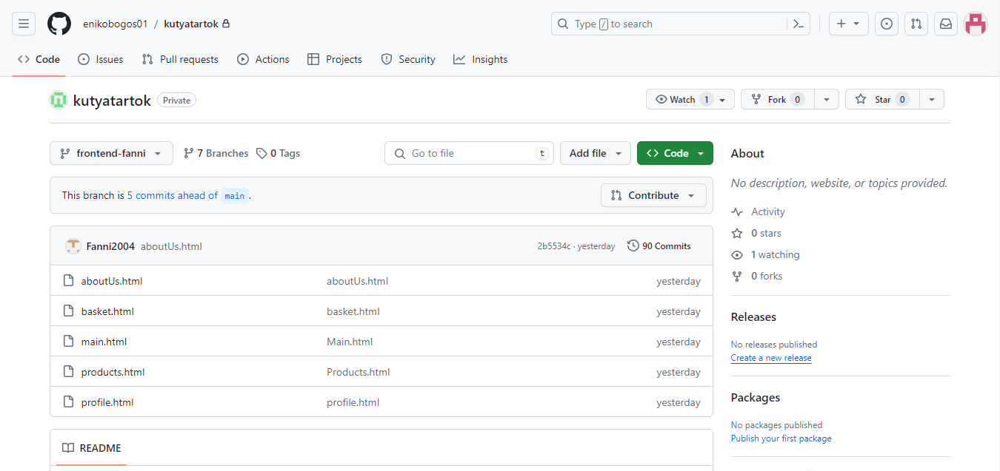 enikobogos01 / kutyatartok
Type / to search
Code Issues Pull requests Actions Projects Security Insights
kutyatartok Private
Watch 1 Fork 0 Star 0
frontend-fanni 7 Branches 0 Tags Go to file t Add file Code
This branch is 5 commits ahead of main .
Contribute
Fanni2004 aboutUs.html 2b5534c · yesterday 90 Commits
aboutUs.html aboutUs.html yesterday
basket.html basket.html yesterday
main.html Main.html yesterday
products.html Products.html yesterday
profile.html profile.html yesterday
README
About
No description, website, or topics provided.
Activity
0 stars
1 watching
0 forks
Releases
No releases published
Create a new release
Packages
No packages published
Publish your first package